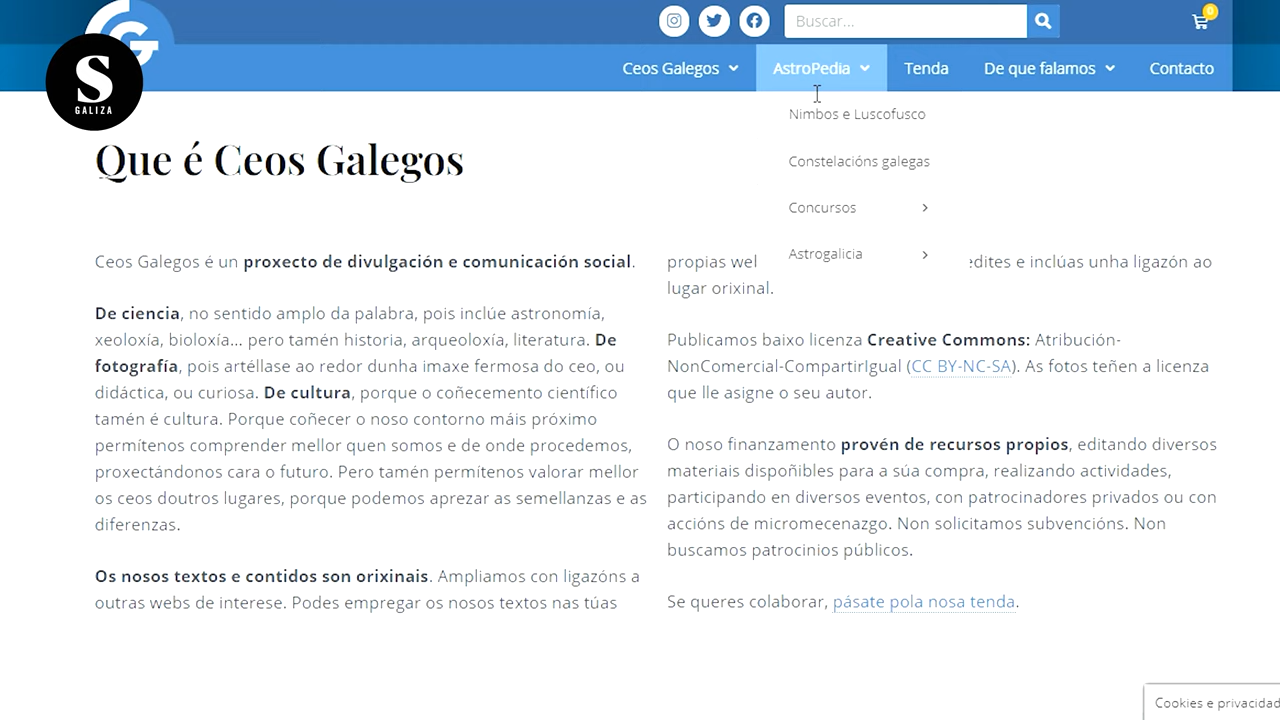 S
GALIZA
G
Buscar...
0
Ceos Galegos
AstroPedia
Tenda
De que falamos
Contacto
Nimbos e Luscofusco
Constelacións galegas
Concursos
Astrogalicia
Que é Ceos Galegos
Ceos Galegos é un proxecto de divulgación e comunicación social.
De ciencia, no sentido amplo da palabra, pois inclúe astronomía,
xeoloxía, bioloxía... pero tamén historia, arqueoloxía, literatura. De
fotografía, pois artéllase ao redor dunha imaxe fermosa do ceo, ou
didáctica, ou curiosa. De cultura, porque o coñecemento científico
tamén é cultura. Porque coñecer o noso contorno máis próximo
permítenos comprender mellor quen somos e de onde procedemos,
proxectándonos cara o futuro. Pero tamén permítenos valorar mellor
os ceos doutros lugares, porque podemos aprezar as semellanzas e as
diferenzas.
Os nosos textos e contidos son orixinais. Ampliamos con ligazóns a
outras webs de interese. Podes empregar os nosos textos nas túas
propias wel edites e inclúas unha ligazón ao
lugar orixinal.
Publicamos baixo licenza Creative Commons: Atribución-
NonComercial-CompartirIgual (CC BY-NC-SA). As fotos teñen a licenza
que lle asigne o seu autor.
O noso finanzamento provén de recursos propios, editando diversos
materiais dispoñibles para a súa compra, realizando actividades,
participando en diversos eventos, con patrocinadores privados ou con
accións de micromecenazgo. Non solicitamos subvencións. Non
buscamos patrocinios públicos.
Se queres colaborar, pásate pola nosa tenda.
Cookies e privacidad